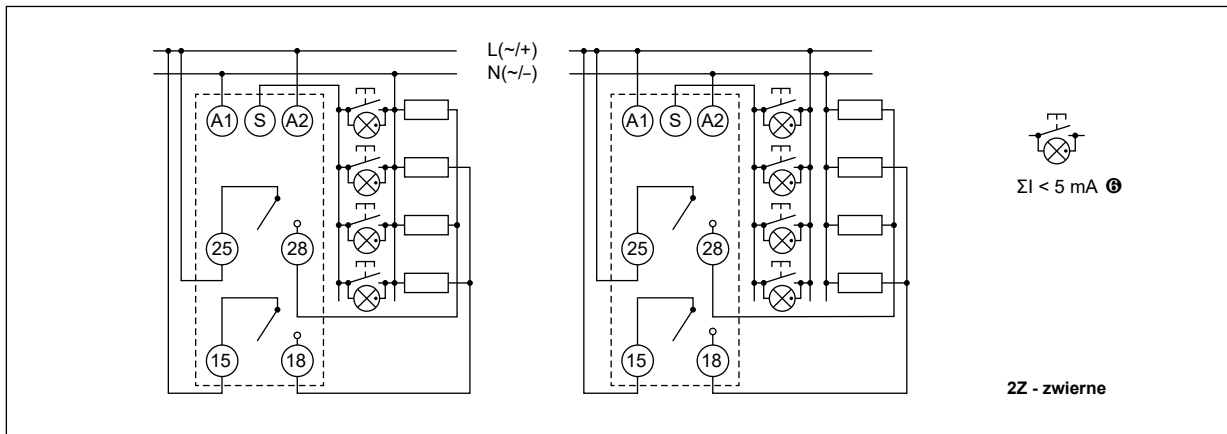 L(~/+)
N(~/–)
A1 S A2
A1 S A2
ΣI < 5 mA ❻
25 28
25 28
15 18
15 18
2Z - zwierne